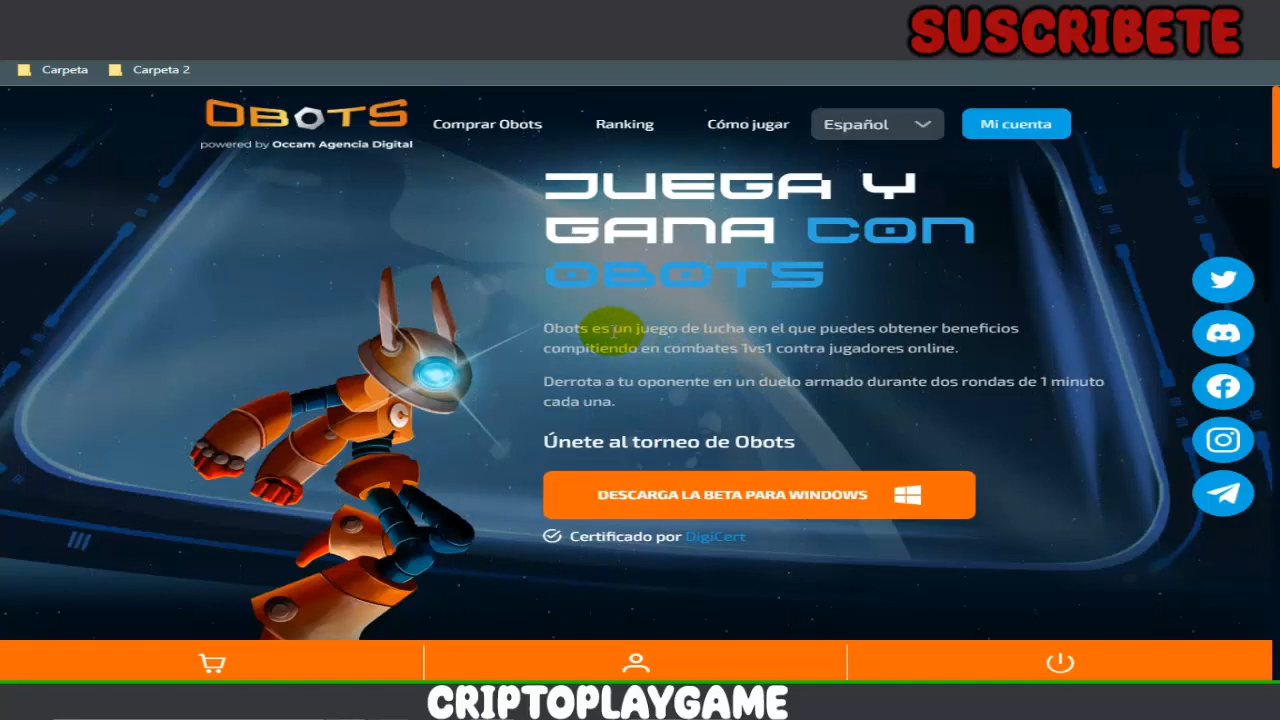 SUSCRIBETE
Carpeta Carpeta 2
OBOTS
powered by Occam Agencia Digital
Comprar Obots Ranking Cómo jugar Español Mi cuenta
JUEGA Y
GANA CON
OBOTS
Obots es un juego de lucha en el que puedes obtener beneficios
compitiendo en combates 1vs1 contra jugadores online.
Derrota a tu oponente en un duelo armado durante dos rondas de 1 minuto
cada una.
Únete al torneo de Obots
DESCARGA LA BETA PARA WINDOWS
Certificado por DigiCert
CRIPTOPLAYGAME